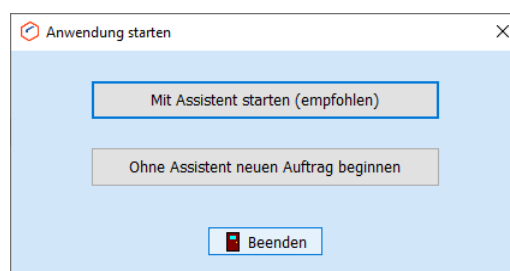 Anwendung starten
Mit Assistent starten (empfohlen)
Ohne Assistent neuen Auftrag beginnen
Beenden